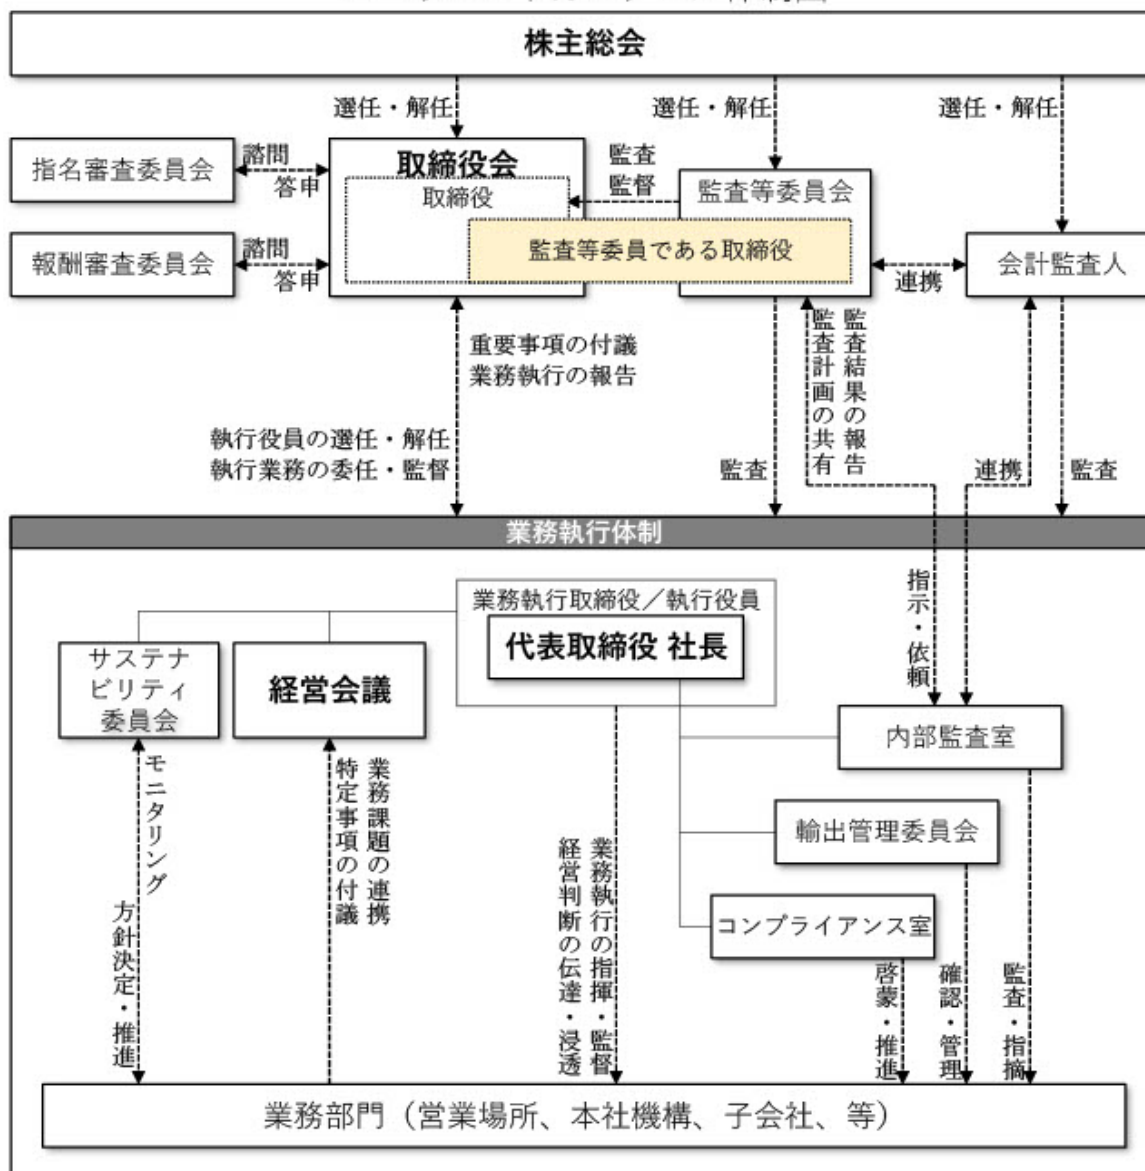 株主総会
選任・解任
選任・解任
選任・解任
指名審査委員会
諮問
答申
取締役会
取締役
監査
監督
監査等委員会
監査等委員である取締役
報酬審査委員会
諮問
答申
連携
会計監査人
重要事項の付議
業務執行の報告
執行役員の選任・解任
執行業務の委任・監督
監査
監査結果の報告
監査計画の共有
連携
監査
業務執行体制
業務執行取締役／執行役員
代表取締役 社長
指示・依頼
サステナ
ビリティ
委員会
経営会議
内部監査室
輸出管理委員会
コンプライアンス室
モニタリング
方針決定・推進
業務課題の連携
特定事項の付議
業務執行の指揮・監督
経営判断の伝達・浸透
啓蒙・推進
確認・管理
監査・指摘
業務部門（営業場所、本社機構、子会社、等）